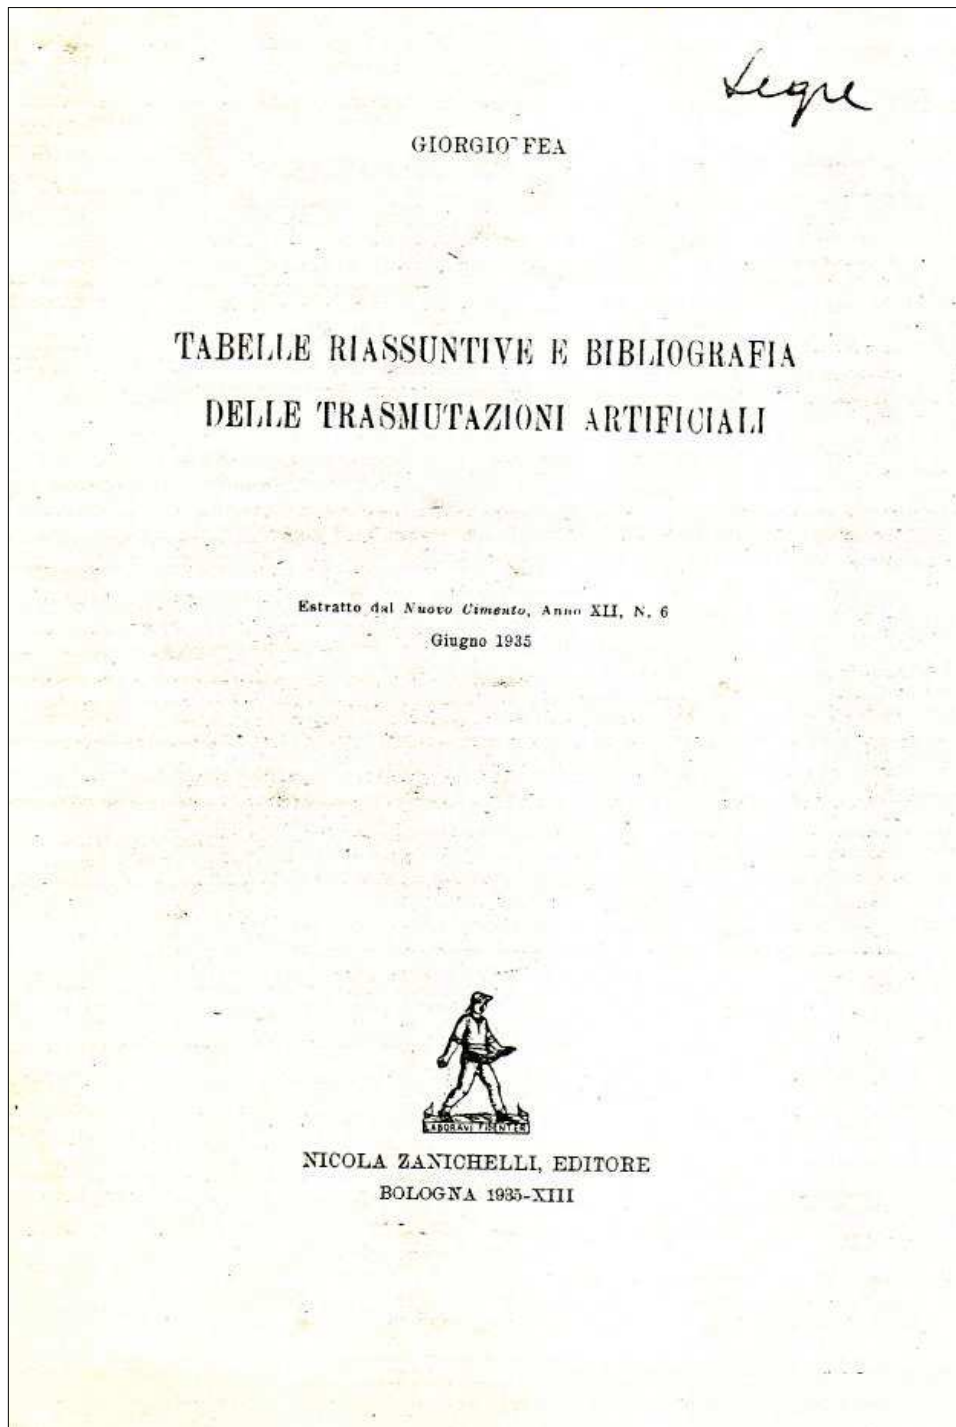 Segre
GIORGIO FEA
TABELLE RIASSUNTIVE E BIBLIOGRAFIA
DELLE TRASMUTAZIONI ARTIFICIALI
Estratto dal Nuovo Cimento, Anno XII, N. 6
Giugno 1935
LABORAVI FIDENTER
NICOLA ZANICHELLI, EDITORE
BOLOGNA 1935-XIII